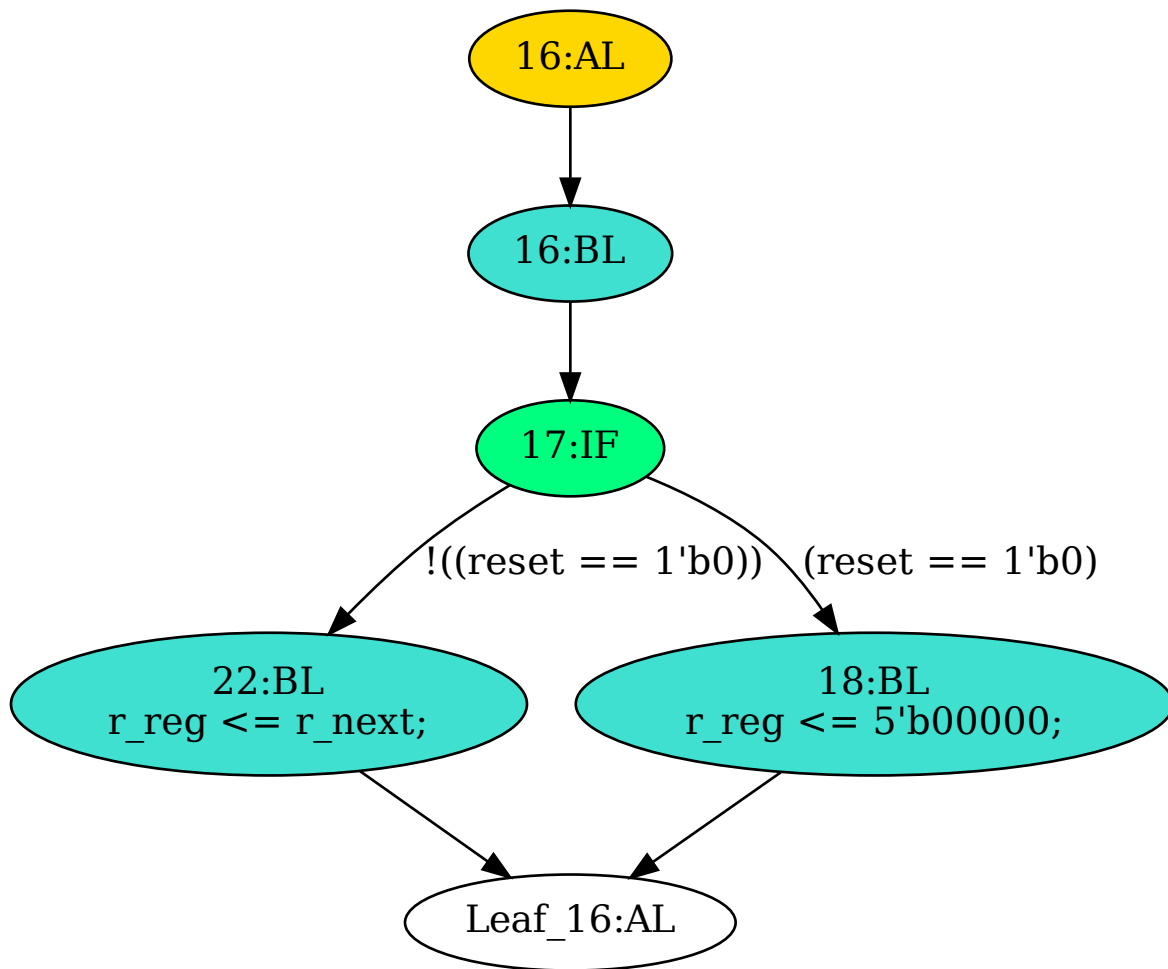 16:AL
16:BL
17:IF
!((reset == 1'b0))
(reset == 1'b0)
22:BL
r_reg <= r_next;
18:BL
r_reg <= 5'b00000;
Leaf_16:AL